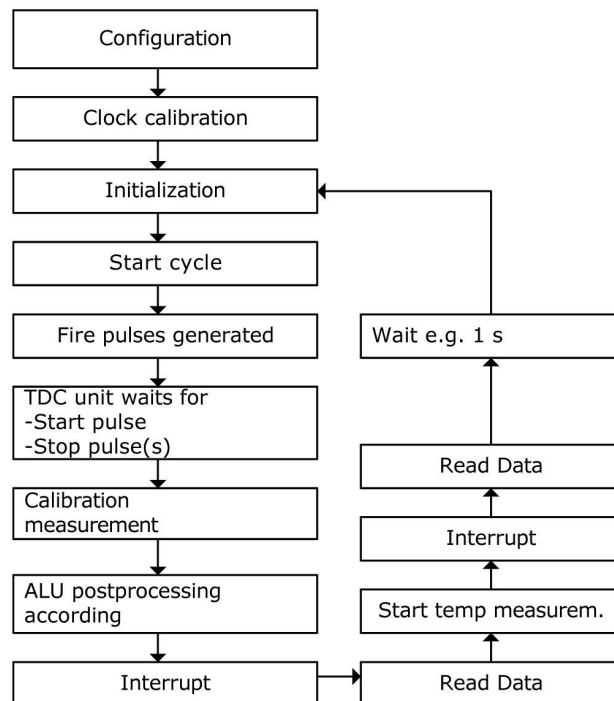 Configuration
Clock calibration
Initialization
Start cycle
Fire pulses generated
TDC unit waits for
-Start pulse
-Stop pulse(s)
Calibration
measurement
ALU postprocessing
according
Interrupt
Read Data
Start temp measurem.
Interrupt
Read Data
Wait e.g. 1 s